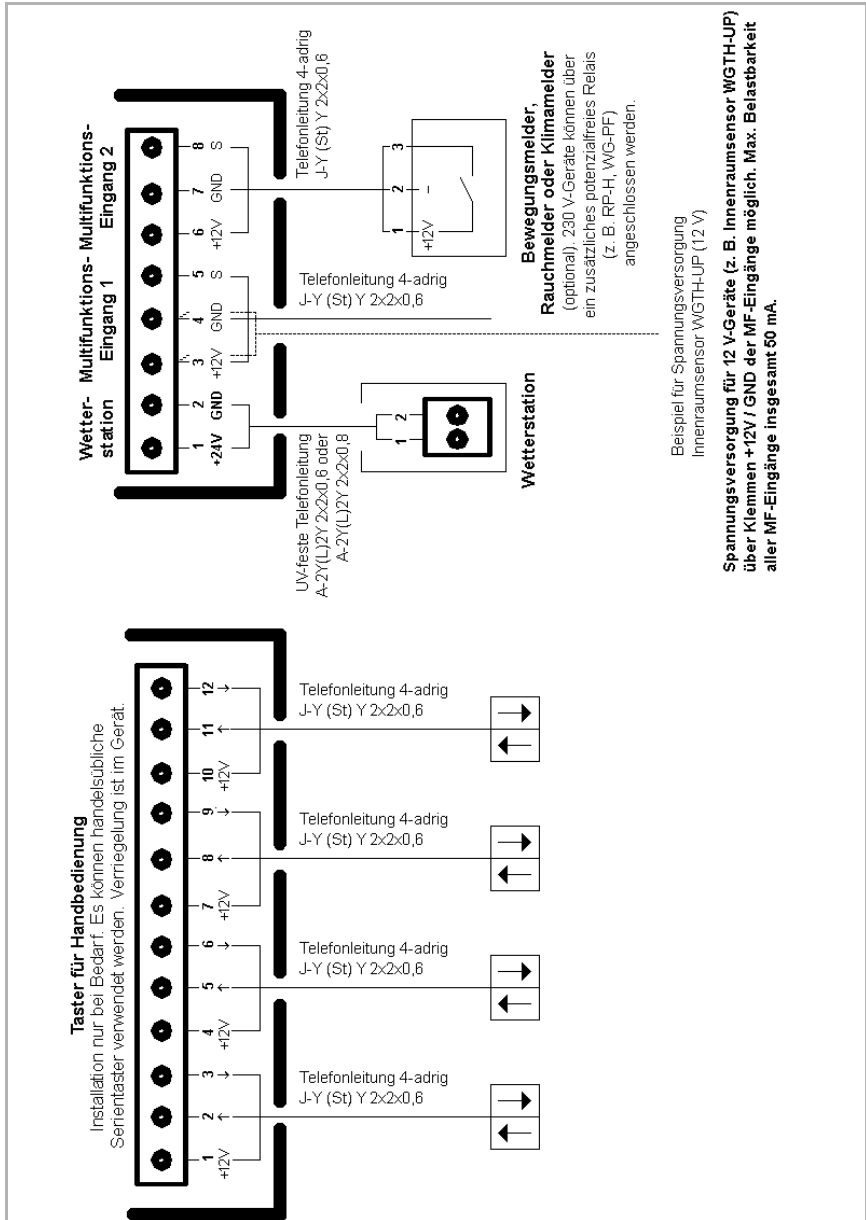 Taster für Handbedienung
Installation nur bei Bedarf. Es können handelsübliche
Serientaster verwendet werden. Verriegelung ist im Gerät.
1 2 3 4 5 6 7 8 9 10 11 12
+12V ← → +12V ← → +12V ← → +12V ← →
Telefonleitung 4-adrig
J-Y (St) Y 2x2x0,6
Telefonleitung 4-adrig
J-Y (St) Y 2x2x0,6
Telefonleitung 4-adrig
J-Y (St) Y 2x2x0,6
Telefonleitung 4-adrig
J-Y (St) Y 2x2x0,6
Wetter-
station
Multifunktions-
Eingang 1
Multifunktions-
Eingang 2
1 2 3 4 5 6 7 8
+24V GND +12V GND S +12V GND S
UV-feste Telefonleitung
A-2Y(L)2Y 2x2x0,6 oder
A-2Y(L)2Y 2x2x0,8
1 2
Wetterstation
Telefonleitung 4-adrig
J-Y (St) Y 2x2x0,6
Telefonleitung 4-adrig
J-Y (St) Y 2x2x0,6
1 2 3
+12V –
Bewegungsmelder,
Rauchmelder oder Klimamelder
(optional). 230 V-Geräte können über
ein zusätzliches potenzialfreies Relais
(z. B. RP-H, WG-PF)
angeschlossen werden.
Beispiel für Spannungsversorgung
Innenraumsensor WGTH-UP (12 V)
Spannungsversorgung für 12 V-Geräte (z. B. Innenraumsensor WGTH-UP)
über Klemmen +12V / GND der MF-Eingänge möglich. Max. Belastbarkeit
aller MF-Eingänge insgesamt 50 mA.